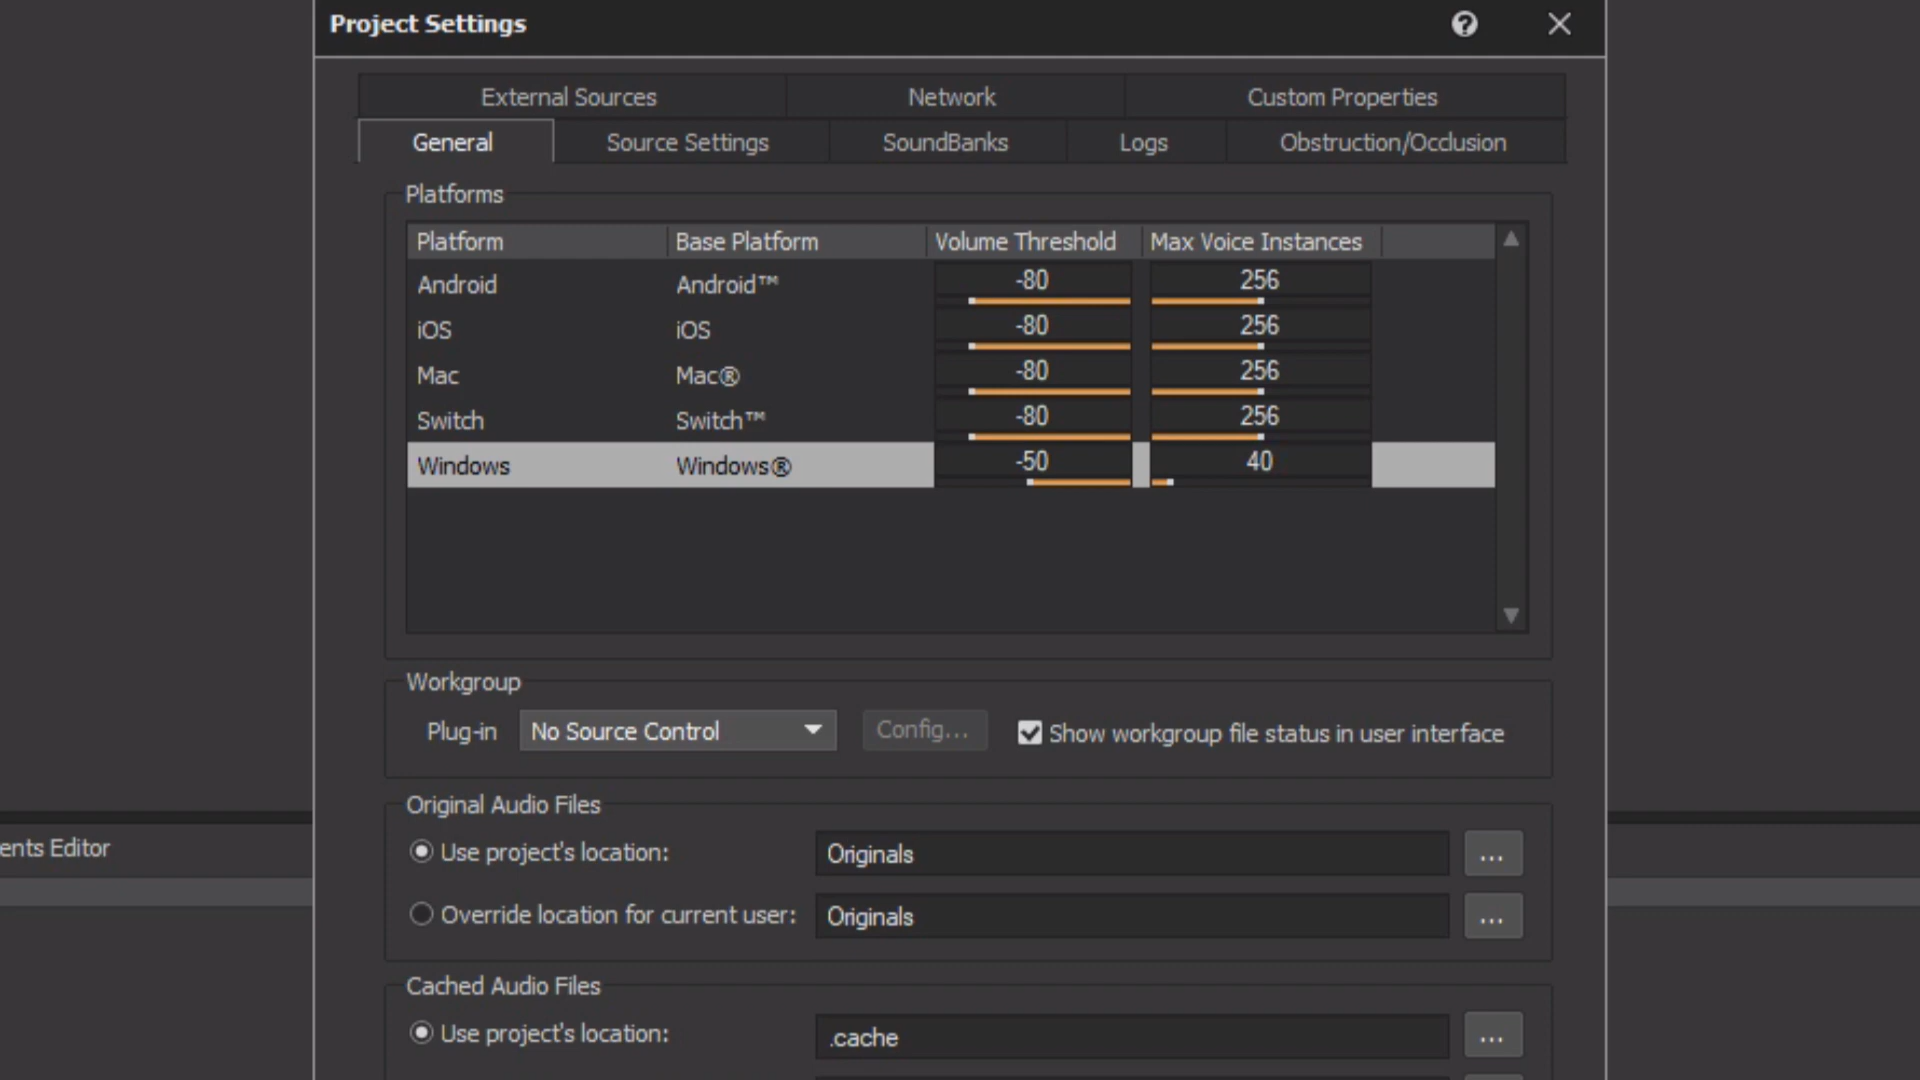 Project Settings
External Sources Network Custom Properties
General Source Settings SoundBanks Logs Obstruction/Occlusion
Platforms
Platform Base Platform Volume Threshold Max Voice Instances
Android Android™ -80 256
iOS iOS -80 256
Mac Mac® -80 256
Switch Switch™ -80 256
Windows Windows® -50 40
Workgroup
Plug-in No Source Control Config... Show workgroup file status in user interface
Original Audio Files
Use project's location: Originals ...
ents Editor
Override location for current user: Originals ...
Cached Audio Files
Use project's location: .cache ...